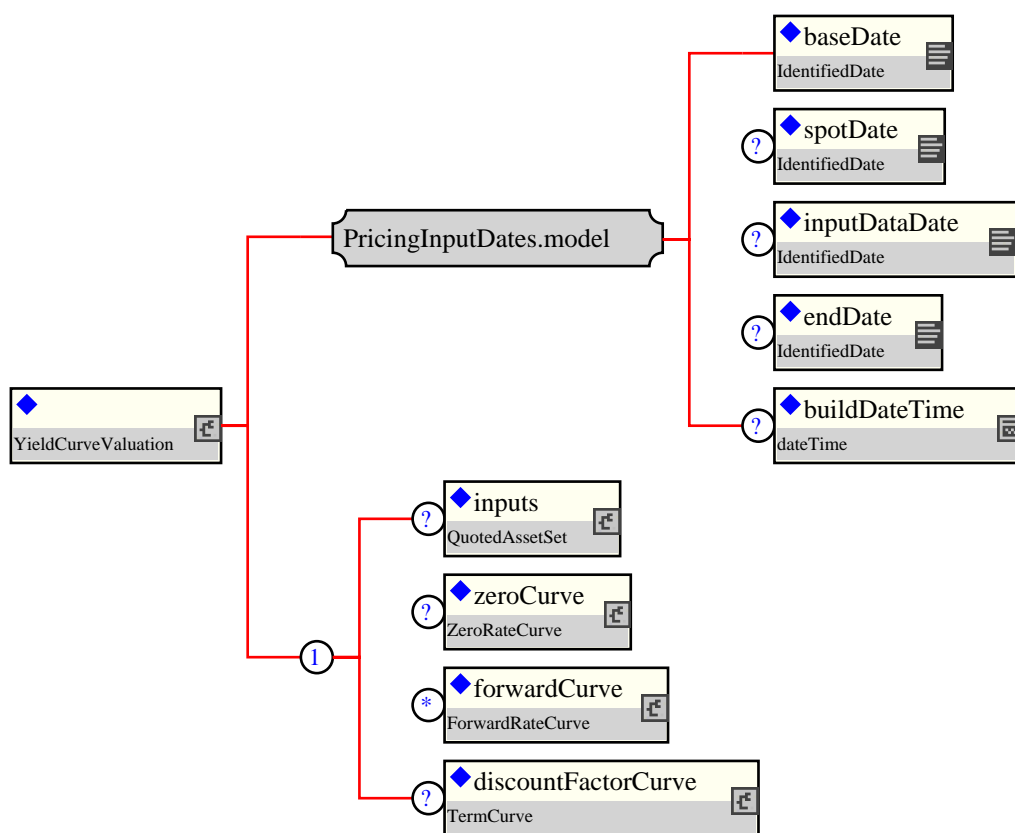 baseDate
IdentifiedDate
?
spotDate
IdentifiedDate
PricingInputDates.model
?
inputDataDate
IdentifiedDate
?
endDate
IdentifiedDate
YieldCurveValuation
?
buildDateTime
dateTime
?
inputs
QuotedAssetSet
?
zeroCurve
ZeroRateCurve
1
*
forwardCurve
ForwardRateCurve
?
discountFactorCurve
TermCurve